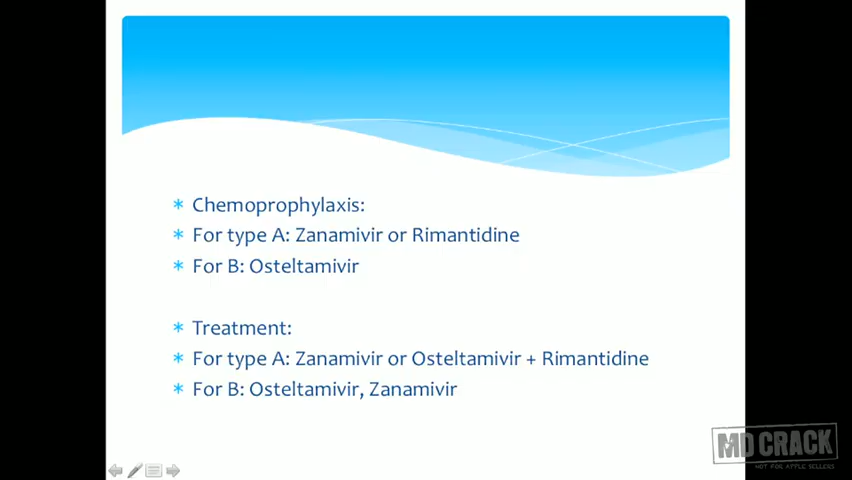 Chemoprophylaxis:
For type A: Zanamivir or Rimantidine
For B: Osteltamivir
Treatment:
For type A: Zanamivir or Osteltamivir + Rimantidine
For B: Osteltamivir, Zanamivir
MD CRACK
NOT FOR APPLE SELLERS